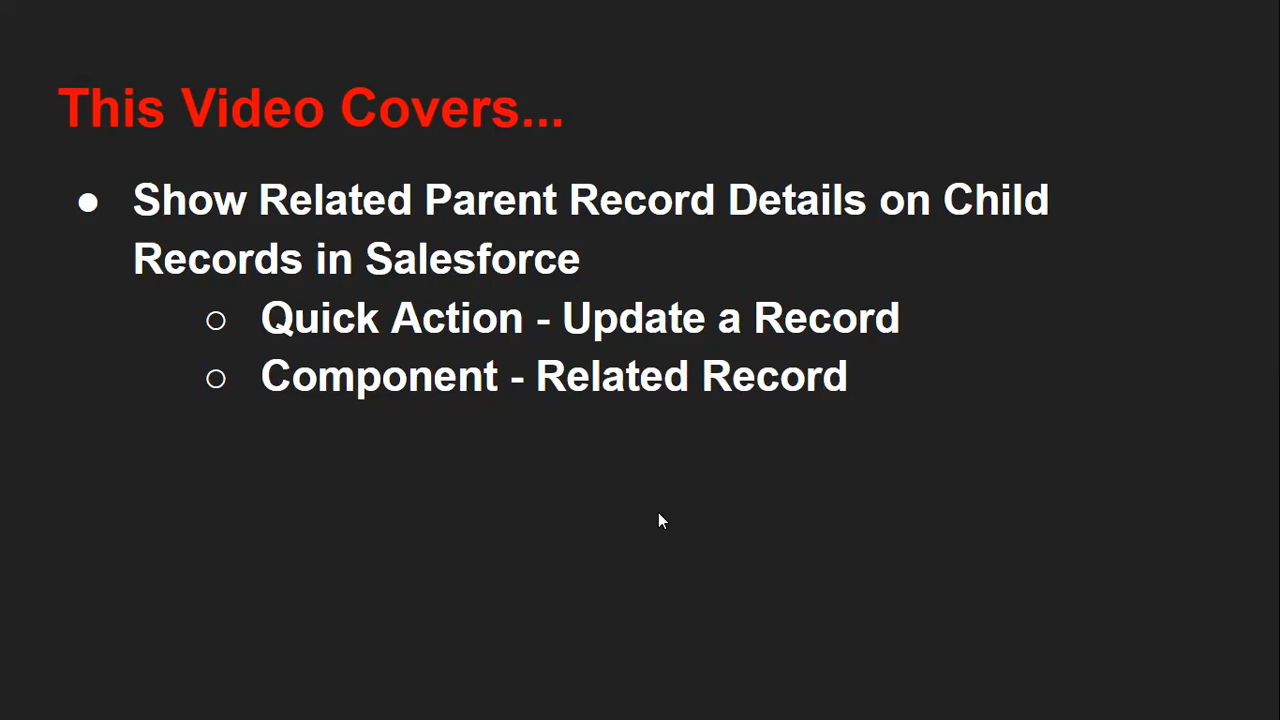 This Video Covers...
● Show Related Parent Record Details on Child
Records in Salesforce
○ Quick Action - Update a Record
○ Component - Related Record